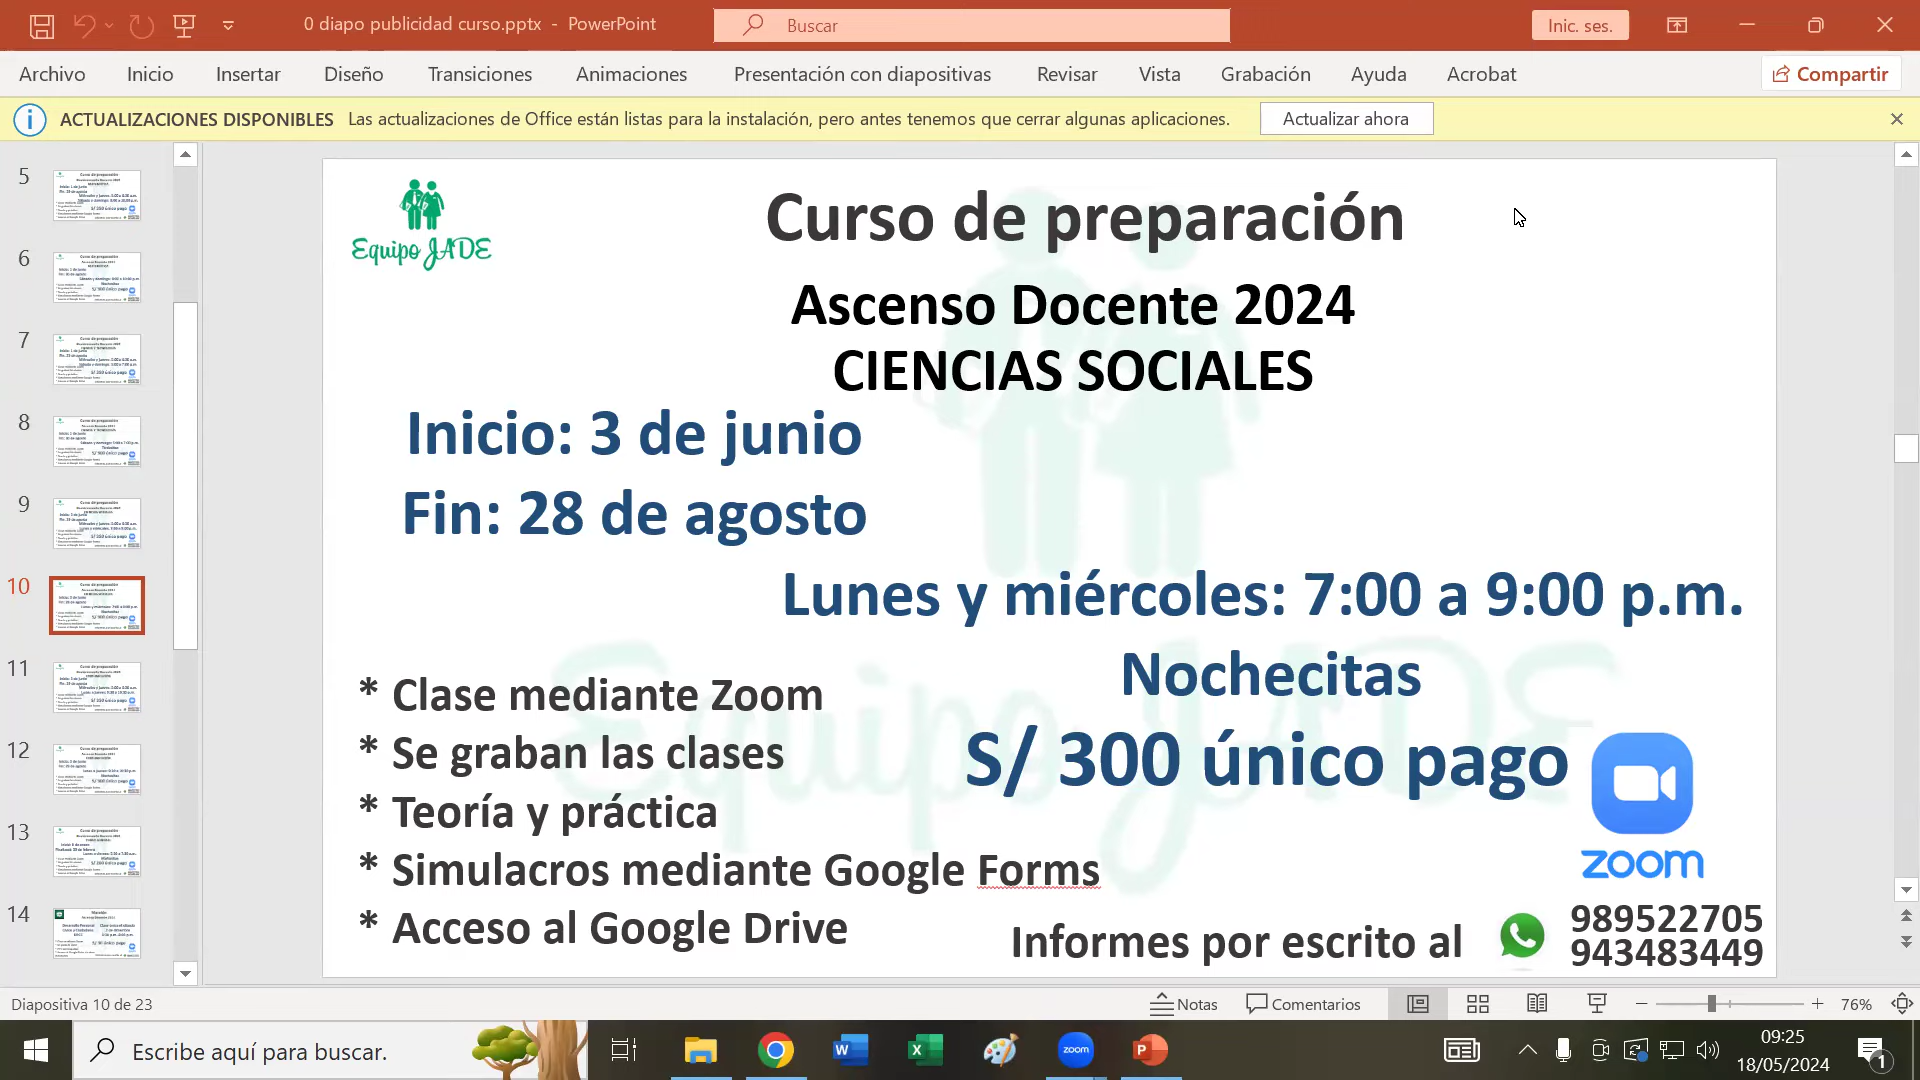 0 diapo publicidad curso.pptx - PowerPoint
Buscar
Inic. ses.
Archivo Inicio Insertar Diseño Transiciones Animaciones Presentación con diapositivas Revisar Vista Grabación Ayuda Acrobat Compartir
ACTUALIZACIONES DISPONIBLES Las actualizaciones de Office están listas para la instalación, pero antes tenemos que cerrar algunas aplicaciones. Actualizar ahora
5
6
7
8
9
10
11
12
13
14
Equipo JADE
Curso de preparación
Ascenso Docente 2024
CIENCIAS SOCIALES
Inicio: 3 de junio
Fin: 28 de agosto
Lunes y miércoles: 7:00 a 9:00 p.m.
Nochecitas
S/ 300 único pago
* Clase mediante Zoom
* Se graban las clases
* Teoría y práctica
* Simulacros mediante Google Forms
* Acceso al Google Drive
zoom
Informes por escrito al
989522705
943483449
Equipo JADE
Diapositiva 10 de 23
Notas
Comentarios
76%
Escribe aquí para buscar.
zoom
09:25
18/05/2024
1